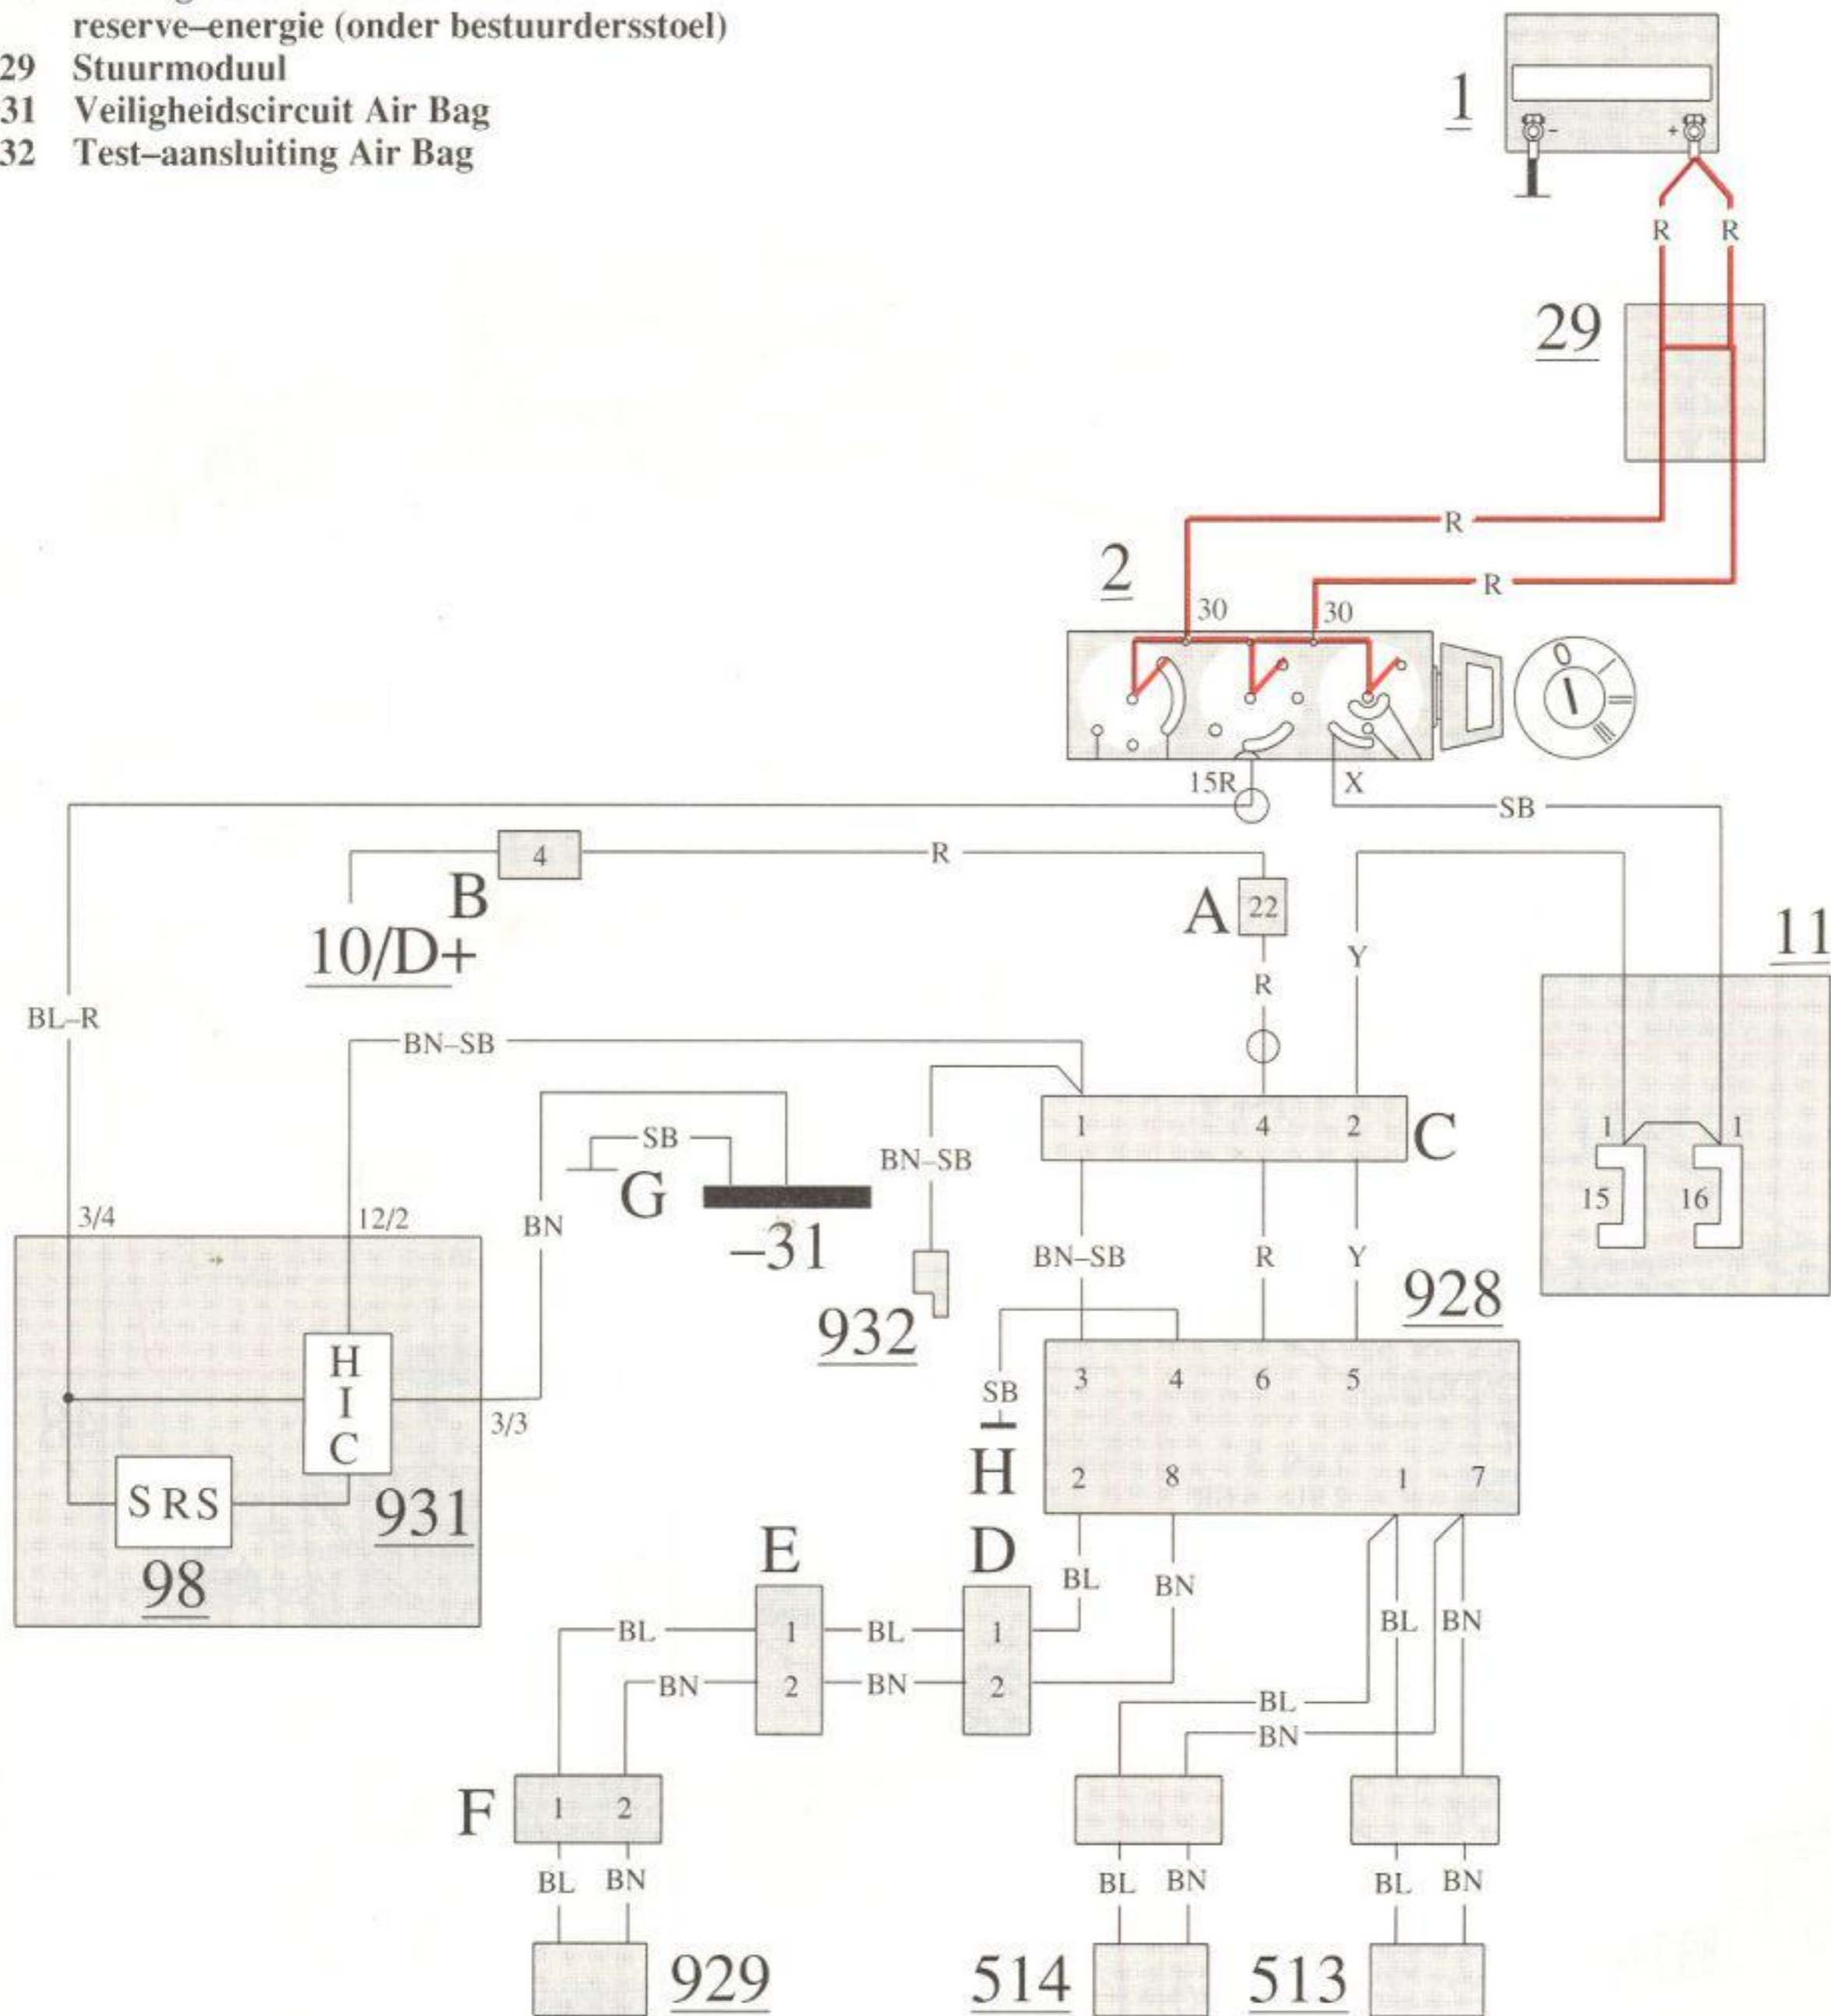 reserve–energie (onder bestuurdersstoel)
29 Stuurmoduul
31 Veiligheidscircuit Air Bag
32 Test–aansluiting Air Bag
1
- +
R R
29
R
2
R
30 30
0
15R X
SB
4 R
B
A 22
10/D+
Y
11
R
BL–R
BN–SB
1 4 2 C
SB
BN–SB
G
1 1
15 16
3/4 12/2
BN
–31
BN–SB R Y
928
932
H
I
C
3 4 6 5
SB
3/3
H
2 8 1 7
SRS
931
98
E D
BL BN
BL BN
BL 1 BL 1
BN 2 BN 2
BL
BN
F 1 2
BL BN BL BN BL BN
929 514 513